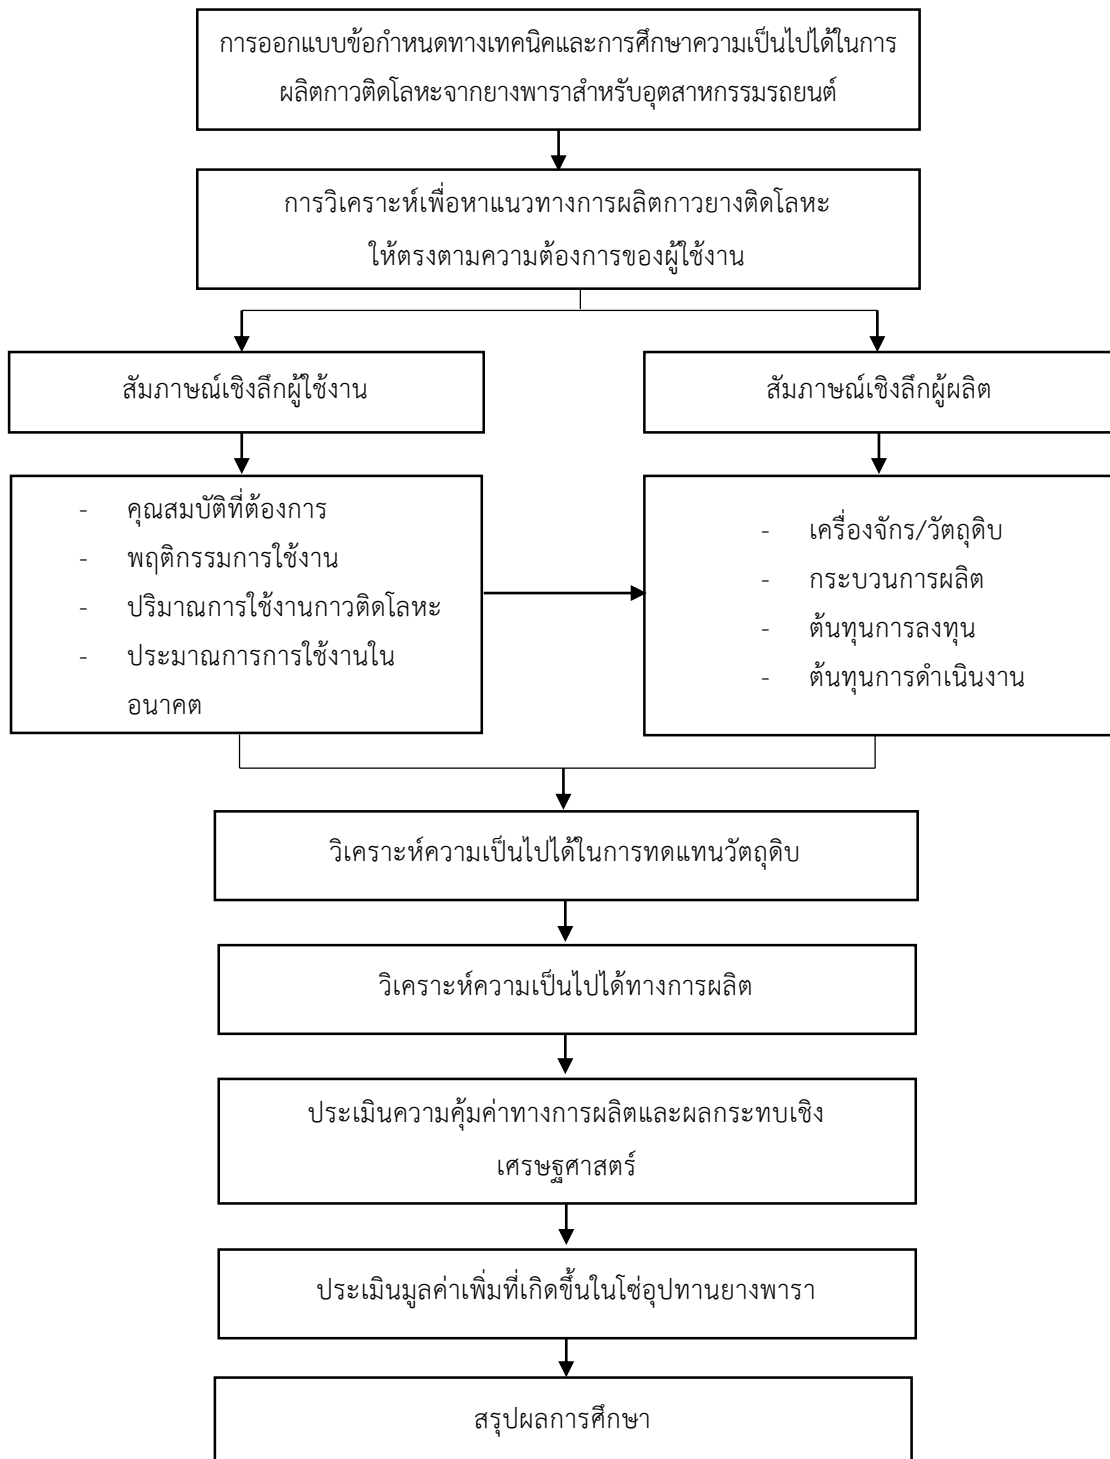 การออกแบบข้อกำหนดทางเทคนิคและการศึกษาความเป็นไปได้ในการ
ผลิตกาวติดโลหะจากยางพาราสำหรับอุตสาหกรรมรถยนต์
การวิเคราะห์เพื่อหาแนวทางการผลิตกาวยางติดโลหะ
ให้ตรงตามความต้องการของผู้ใช้งาน
สัมภาษณ์เชิงลึกผู้ใช้งาน
สัมภาษณ์เชิงลึกผู้ผลิต
- คุณสมบัติที่ต้องการ
- พฤติกรรมการใช้งาน
- ปริมาณการใช้งานกาวติดโลหะ
- ประมาณการการใช้งานใน
อนาคต
- เครื่องจักร/วัตถุดิบ
- กระบวนการผลิต
- ต้นทุนการลงทุน
- ต้นทุนการดำเนินงาน
วิเคราะห์ความเป็นไปได้ในการทดแทนวัตถุดิบ
วิเคราะห์ความเป็นไปได้ทางการผลิต
ประเมินความคุ้มค่าทางการผลิตและผลกระทบเชิง
เศรษฐศาสตร์
ประเมินมูลค่าเพิ่มที่เกิดขึ้นในโซ่อุปทานยางพารา
สรุปผลการศึกษา